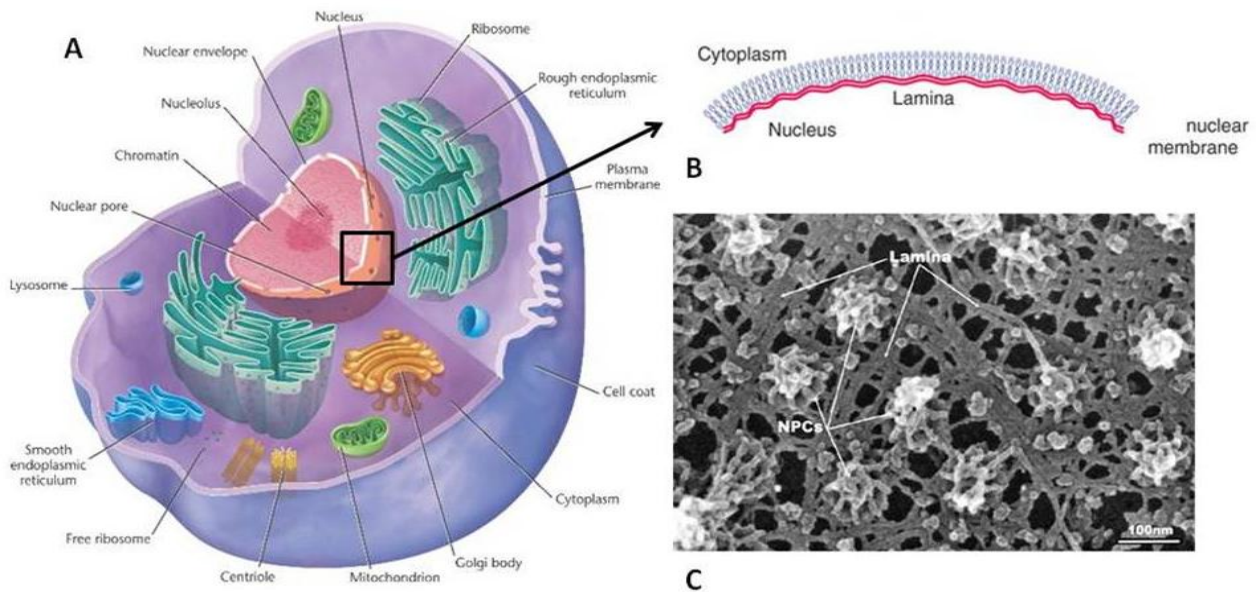 A
Nucleus
Nuclear envelope
Ribosome
Nucleolus
Rough endoplasmic
reticulum
Chromatin
Nuclear pore
Plasma
membrane
Lysosome
Cell coat
Smooth
endoplasmic
reticulum
Cytoplasm
Free ribosome
Centriole
Mitochondrion
Golgi body
Cytoplasm
Lamina
Nucleus
nuclear
membrane
B
Lamina
NPCs
100nm
C